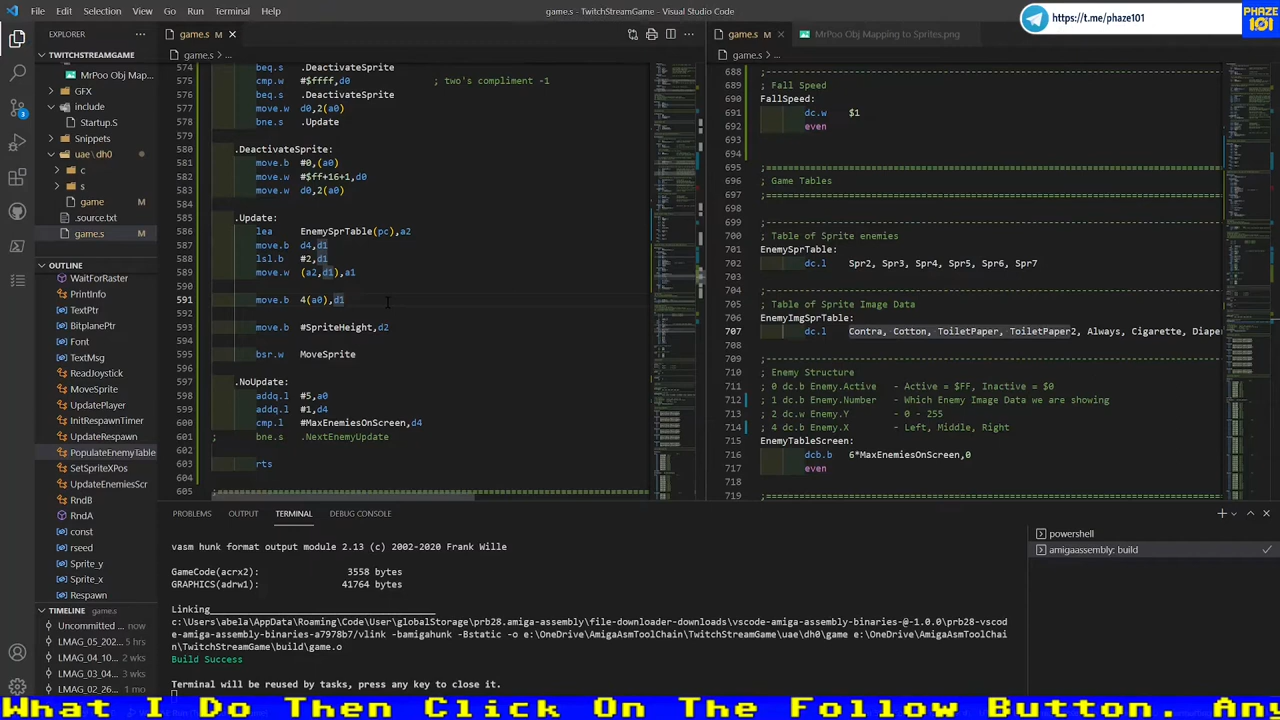 File Edit Selection View Go Run Terminal Help
game.s - TwitchStreamGame - Visual Studio Code
https://t.me/phaze101
PHAZE
101
EXPLORER
TWITCHSTREAMGAME
MrPoo Obj Map...
GFX
include
Startup.S
Snippets
uae\dh0
c
s
game M
.source.txt
game.s M
OUTLINE game.s
WaitForRaster
PrintInfo
TextPtr
BitplanePtr
Font
TextMsg
ReadJoystick
MoveSprite
UpdatePlayer
InitRespawnTimer
UpdateRespawn
PopulateEnemyTable
SetSpriteXPos
UpdateEnemiesScr
RndB
RndA
const
rseed
Sprite_y
Sprite_x
Respawn
TIMELINE game.s
Uncommitted ... now
LMAG_05_202... 5 hrs
LMAG_04_10... 2 wks
LMAG_03_04...
LMAG_02_26... 1 mo
game.s M
game.s > ...
574 beq.s .DeactivateSprite
575 cmp.w #$ffff,d0 ; two's compliment
576 beq.s .DeactivateSprite
577 move.w d0,2(a0)
578 bne.s .Update
579
580 .DeactivateSprite:
581 move.b #0,(a0)
582 move.w #$ff+16+1,d0
583 move.w d0,2(a0)
584
585 .Update:
586 lea EnemySprTable(pc),a2
587 move.b d4,d1
588 lsl.b #2,d1
589 move.w (a2,d1),a1
590
591 move.b 4(a0),d1
592
593 move.b #SpriteHeight,d2
594
595 bsr.w MoveSprite
596
597 .NoUpdate:
598 addq.l #5,a0
599 addq.l #1,d4
600 cmp.l #MaxEnemiesOnScreen,d4
601 ; bne.s .NextEnemyUpdate
602
603 rts
604
605 ;==========
game.s M
MrPoo Obj Mapping to Sprites.png
game.s > ...
688 ;----------
689 ; Fall Speed
690 FallSpeed:
691 dc.w $1
692 even
693
694
695 ;==========
696 ; Game Tables
697 ;==========
698
699 ;----------
700 ; Table of Sprite enemies
701 EnemySprTable:
702 dc.l Spr2, Spr3, Spr4, Spr5, Spr6, Spr7
703
704 ;----------
705 ; Table of Sprite Image Data
706 EnemyImgSprTable:
707 dc.l Contra, Cotton, ToiletPaper, ToiletPaper2, Always, Cigarette, Diape
708
709 ;----------
710 ; Enemy Structure
711 ; 0 dc.b Enemy.Active - Active = $FF, Inactive = $0
712 ; 1 dc.b Enemy.Number - Which Enemy Image Data we are showing
713 ; 2 dc.w Enemy.Y - 0 - 255
714 ; 4 dc.b Enemy.X - Left, Middle, Right
715 EnemyTableScreen:
716 dcb.b 6*MaxEnemiesOnScreen,0
717 even
718
719 ;==========
PROBLEMS OUTPUT TERMINAL DEBUG CONSOLE
vasm hunk format output module 2.13 (c) 2002-2020 Frank Wille
GameCode(acrx2): 3558 bytes
GRAPHICS(adrw1): 41764 bytes
Linking
c:\Users\abela\AppData\Roaming\Code\User\globalStorage\prb28.amiga-assembly\file-downloader-downloads\vscode-amiga-assembly-binaries-@-1.0.0\prb28-vscod
e-amiga-assembly-binaries-a7978b7/vlink -bamigahunk -Bstatic -o e:\OneDrive\AmigaAsmToolChain\TwitchStreamGame\uae\dh0\game e:\OneDrive\AmigaAsmToolChai
n\TwitchStreamGame\build\game.o
Build Success
Terminal will be reused by tasks, press any key to close it.
powershell
amigaassembly: build
What I Do Then Click On The Follow Button. Any